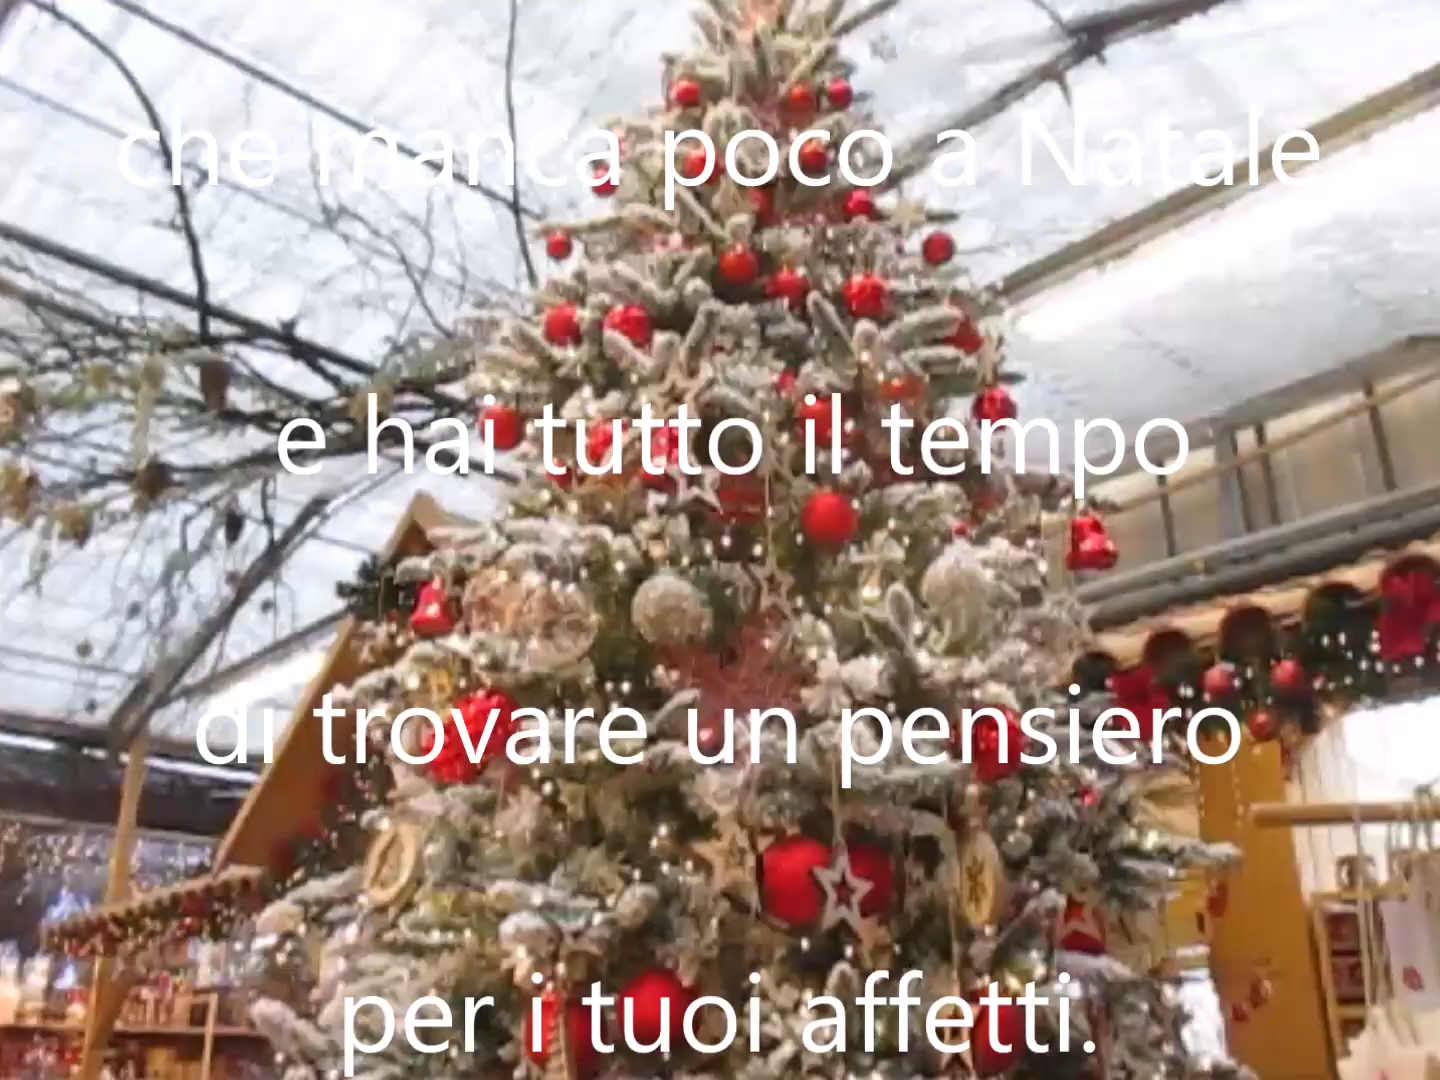 che manca poco a Natale
e hai tutto il tempo
di trovare un pensiero
per i tuoi affetti.